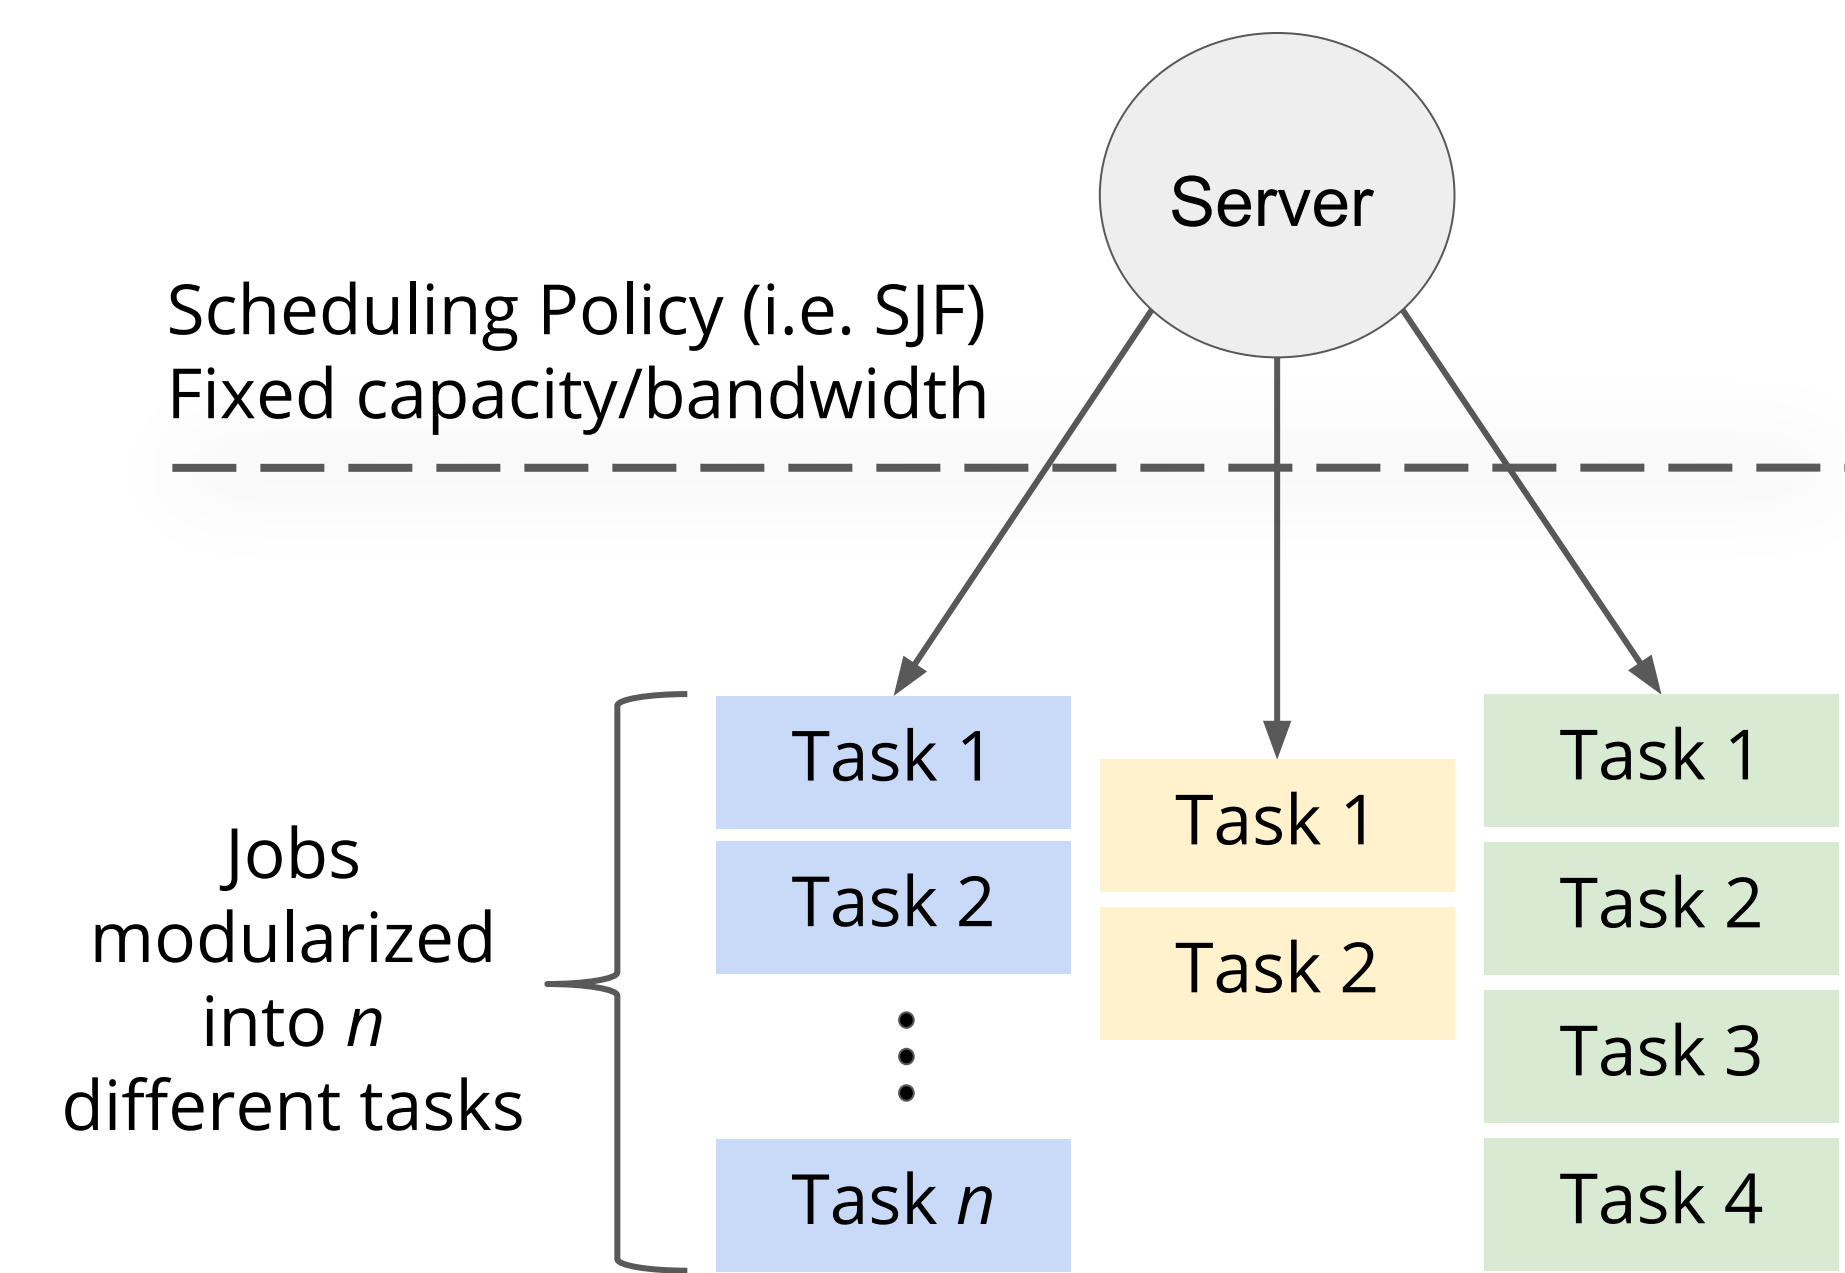 Server
Scheduling Policy (i.e. SJF)
Fixed capacity/bandwidth
Jobs
modularized
into n
different tasks
Task 1
Task 2
Task n
Task 1
Task 2
Task 1
Task 2
Task 3
Task 4